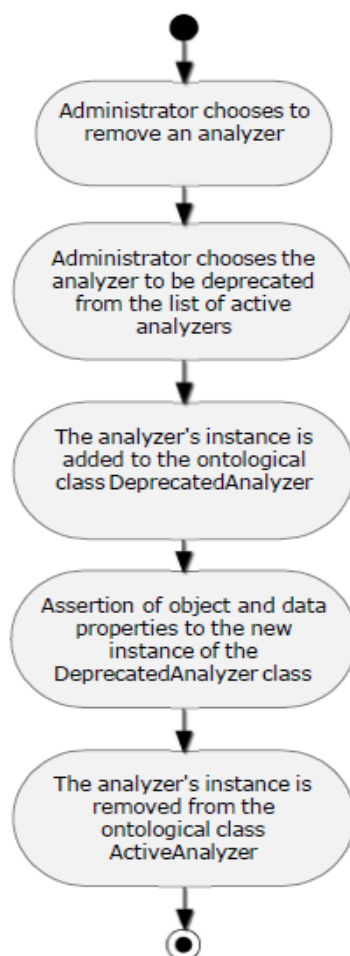 Administrator chooses to
remove an analyzer
Administrator chooses the
analyzer to be deprecated
from the list of active
analyzers
The analyzer's instance is
added to the ontological
class DeprecatedAnalyzer
Assertion of object and data
properties to the new
instance of the
DeprecatedAnalyzer class
The analyzer's instance is
removed from the
ontological class
ActiveAnalyzer